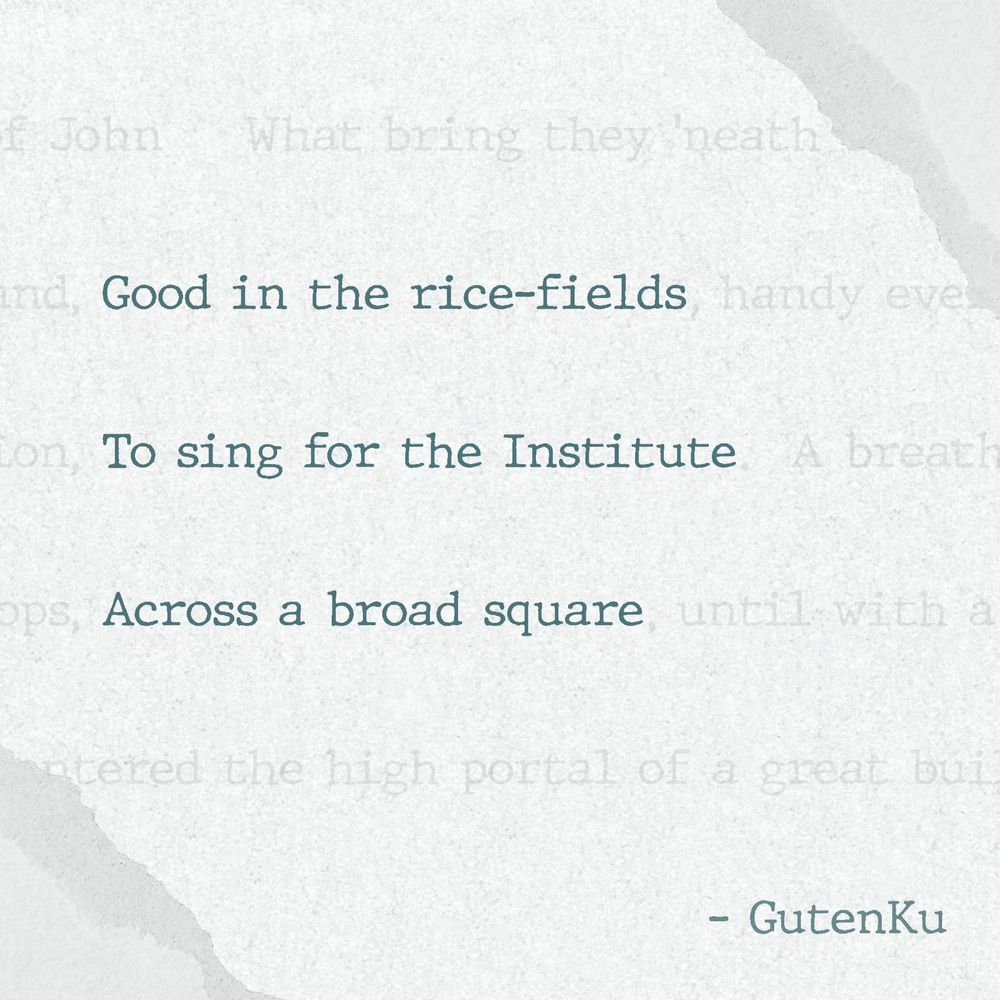 of John What bring they 'neath
and, Good in the rice-fields, handy eve
ion, To sing for the Institute. A breath
ops, Across a broad square, until with a
ntered the high portal of a great bui
- GutenKu